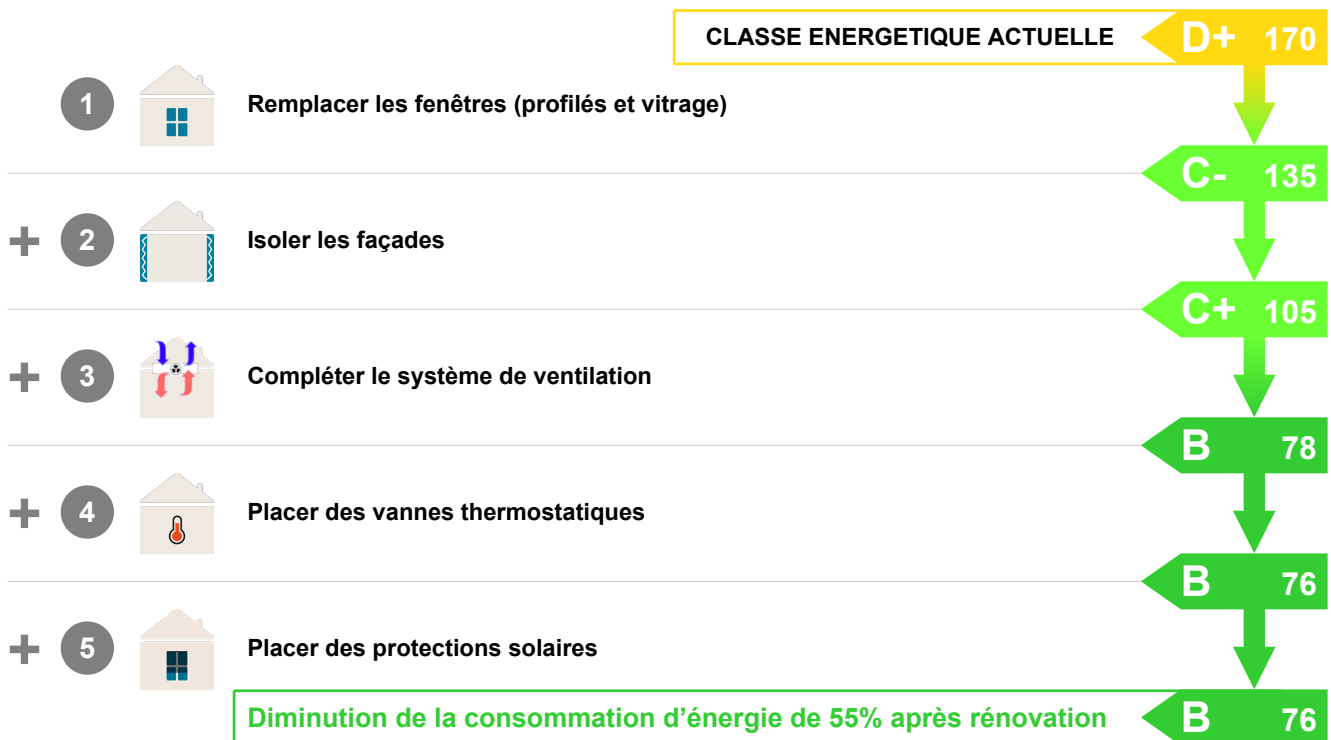 CLASSE ENERGETIQUE ACTUELLE D+ 170
1 Remplacer les fenêtres (profilés et vitrage)
C- 135
+ 2 Isoler les façades
C+ 105
+ 3 Compléter le système de ventilation
B 78
+ 4 Placer des vannes thermostatiques
B 76
+ 5 Placer des protections solaires
Diminution de la consommation d’énergie de 55% après rénovation B 76